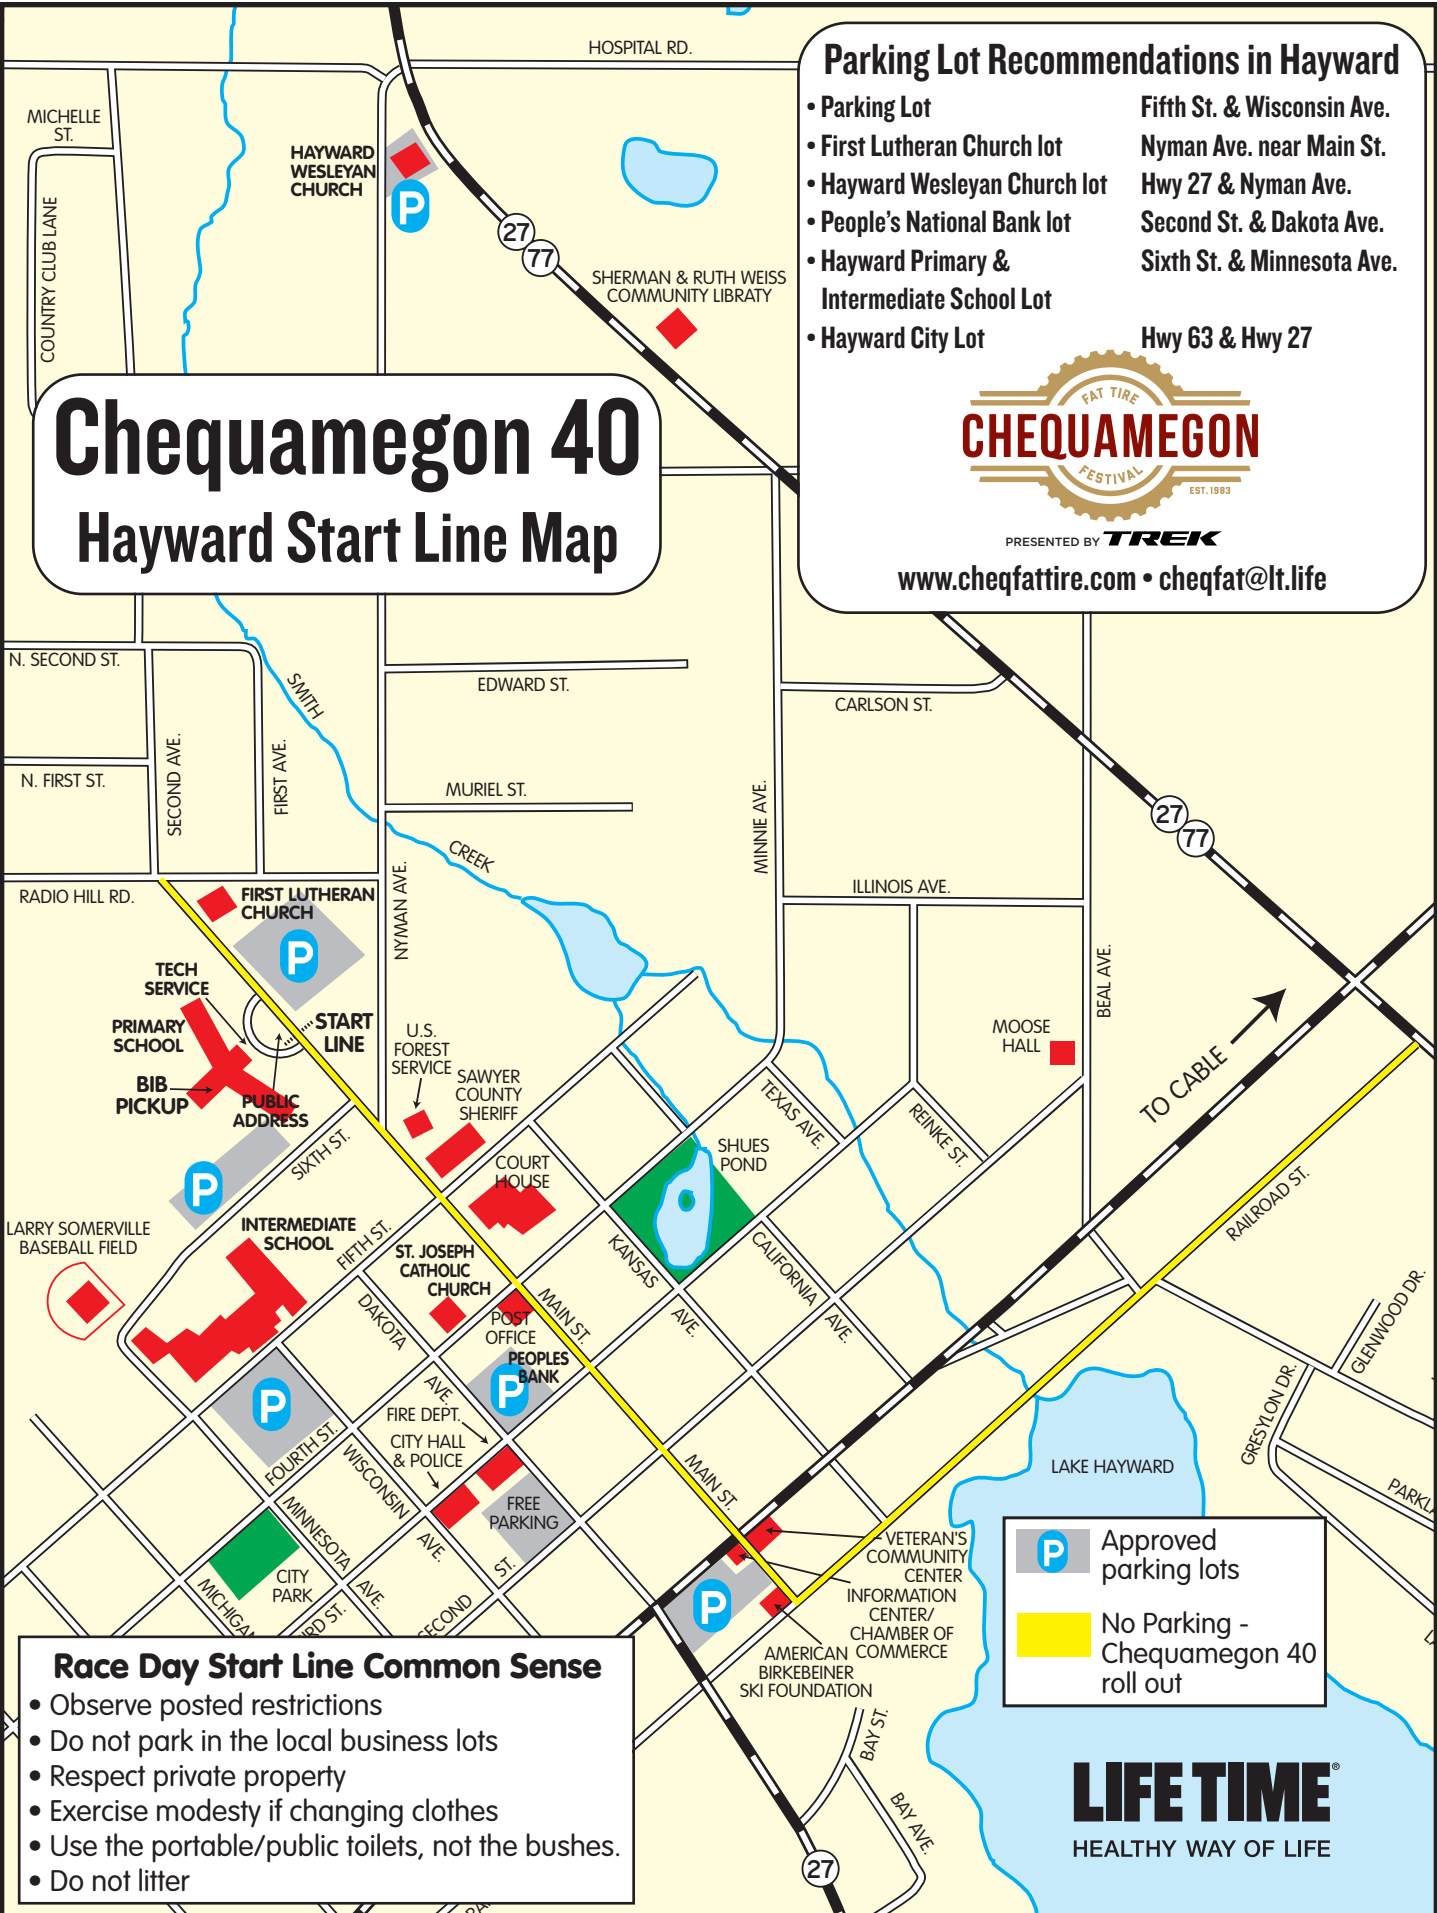 HOSPITAL RD.
MICHELLE
ST.
COUNTRY CLUB LANE
HAYWARD
WESLEYAN
CHURCH
P
27
77
SHERMAN & RUTH WEISS
COMMUNITY LIBRATY
Parking Lot Recommendations in Hayward
• Parking Lot Fifth St. & Wisconsin Ave.
• First Lutheran Church lot Nyman Ave. near Main St.
• Hayward Wesleyan Church lot Hwy 27 & Nyman Ave.
• People's National Bank lot Second St. & Dakota Ave.
• Hayward Primary & Sixth St. & Minnesota Ave.
Intermediate School Lot
• Hayward City Lot Hwy 63 & Hwy 27
FAT TIRE
CHEQUAMEGON
FESTIVAL
EST. 1983
PRESENTED BY TREK
www.cheqfattire.com • cheqfat@lt.life
Chequamegon 40
Hayward Start Line Map
N. SECOND ST.
SMITH
EDWARD ST.
CARLSON ST.
SECOND AVE.
FIRST AVE.
N. FIRST ST.
MURIEL ST.
MINNIE AVE.
27
77
CREEK
RADIO HILL RD.
NYMAN AVE.
ILLINOIS AVE.
FIRST LUTHERAN
CHURCH
P
TECH
SERVICE
PRIMARY
SCHOOL
START
LINE
BIB
PICKUP
PUBLIC
ADDRESS
U.S.
FOREST
SERVICE
SAWYER
COUNTY
SHERIFF
BEAL AVE.
MOOSE
HALL
TO CABLE
TEXAS AVE.
REINKE ST.
SIXTH ST.
COURT
HOUSE
SHUES
POND
P
RAILROAD ST.
LARRY SOMERVILLE
BASEBALL FIELD
INTERMEDIATE
SCHOOL
FIFTH ST.
ST. JOSEPH
CATHOLIC
CHURCH
KANSAS
AVE.
CALIFORNIA
AVE.
DAKOTA
AVE.
MAIN ST.
POST
OFFICE
PEOPLES
BANK
P
GLENWOOD DR.
GRESYLON DR.
P
FIRE DEPT.
CITY HALL
& POLICE
FOURTH ST.
WISCONSIN
AVE.
MAIN ST.
LAKE HAYWARD
FREE
PARKING
MINNESOTA
AVE.
CITY
PARK
MICHIGAN
SECOND
ST.
P
VETERAN'S
COMMUNITY
CENTER
INFORMATION
CENTER/
CHAMBER OF
COMMERCE
AMERICAN
BIRKEBEINER
SKI FOUNDATION
P Approved
parking lots
No Parking -
Chequamegon 40
roll out
Race Day Start Line Common Sense
• Observe posted restrictions
• Do not park in the local business lots
• Respect private property
• Exercise modesty if changing clothes
• Use the portable/public toilets, not the bushes.
• Do not litter
BAY ST.
BAY AVE.
27
LIFE TIME®
HEALTHY WAY OF LIFE